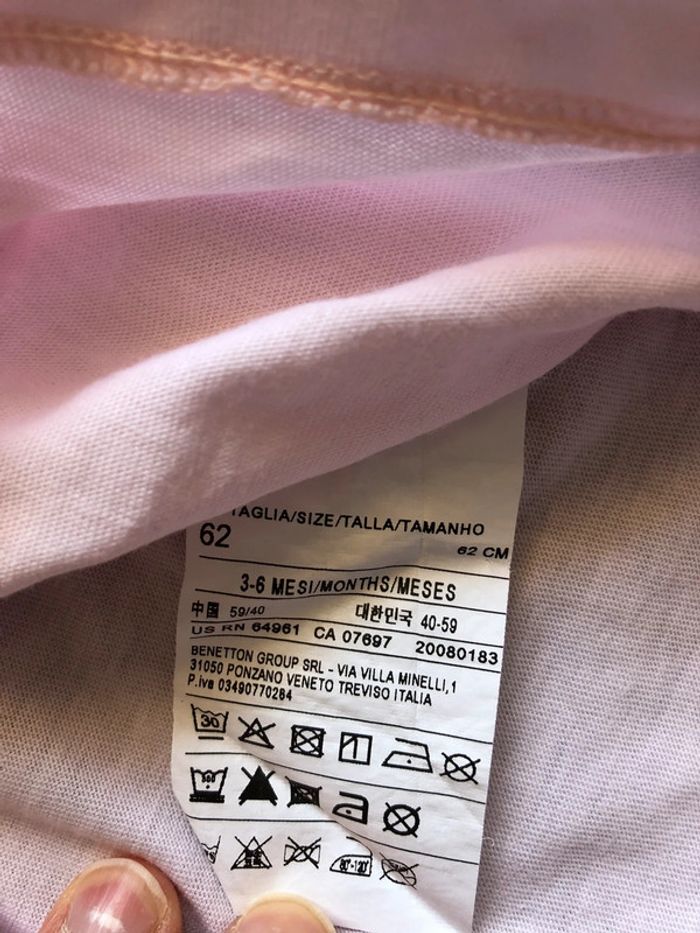 TAGLIA/SIZE/TALLA/TAMANHO
62
62 CM
3-6 MESI/MONTHS/MESES
中国 59/40 대한민국 40-59
US RN 64961 CA 07697 20080183
BENETTON GROUP SRL - VIA VILLA MINELLI,1
31050 PONZANO VENETO TREVISO ITALIA
P.iva 03490770264
30